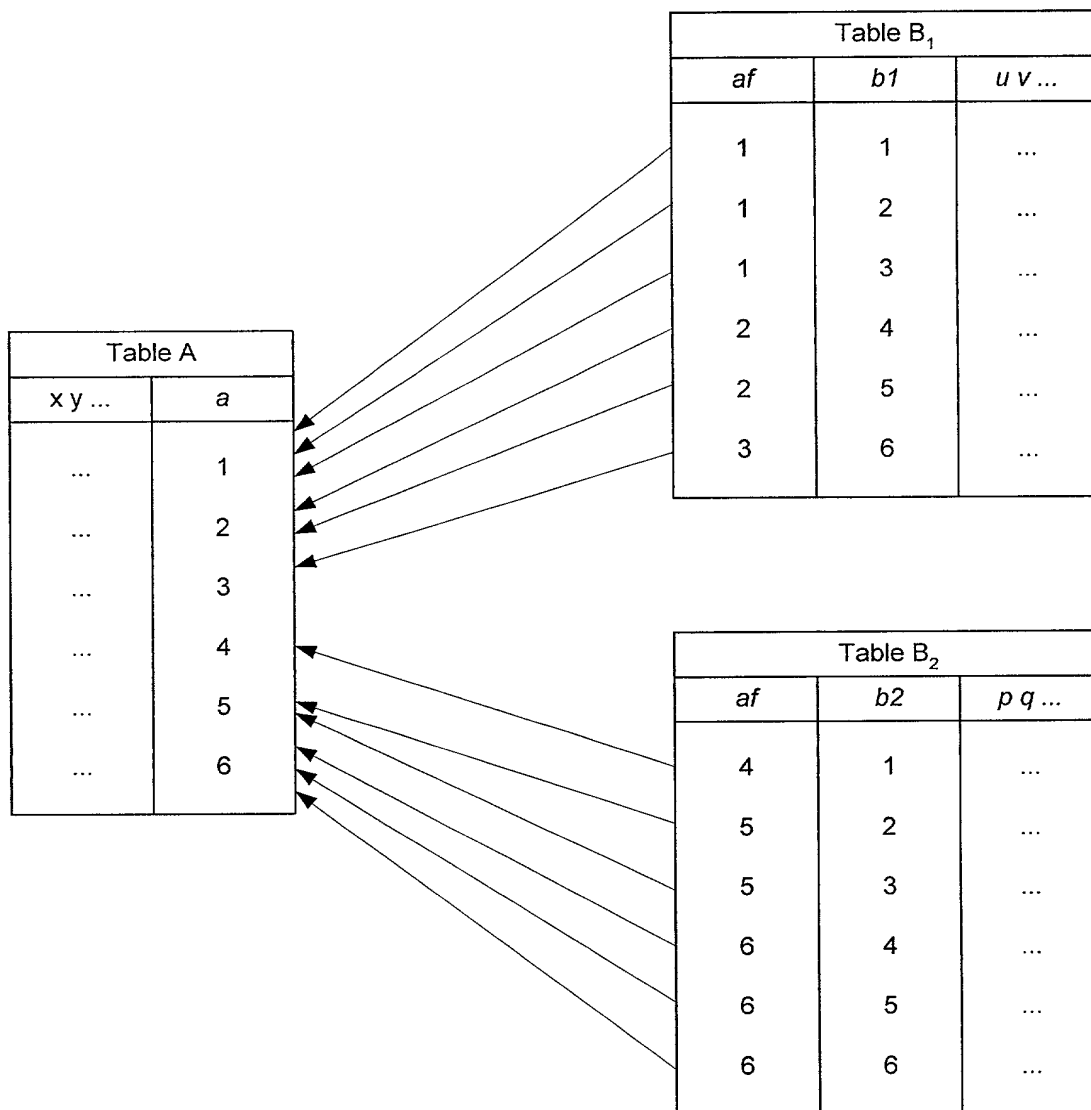 Table B₁
af b1 u v ...
1 1 ...
1 2 ...
1 3 ...
2 4 ...
2 5 ...
3 6 ...
Table A
x y ... a
... 1
... 2
... 3
... 4
... 5
... 6
Table B₂
af b2 p q ...
4 1 ...
5 2 ...
5 3 ...
6 4 ...
6 5 ...
6 6 ...